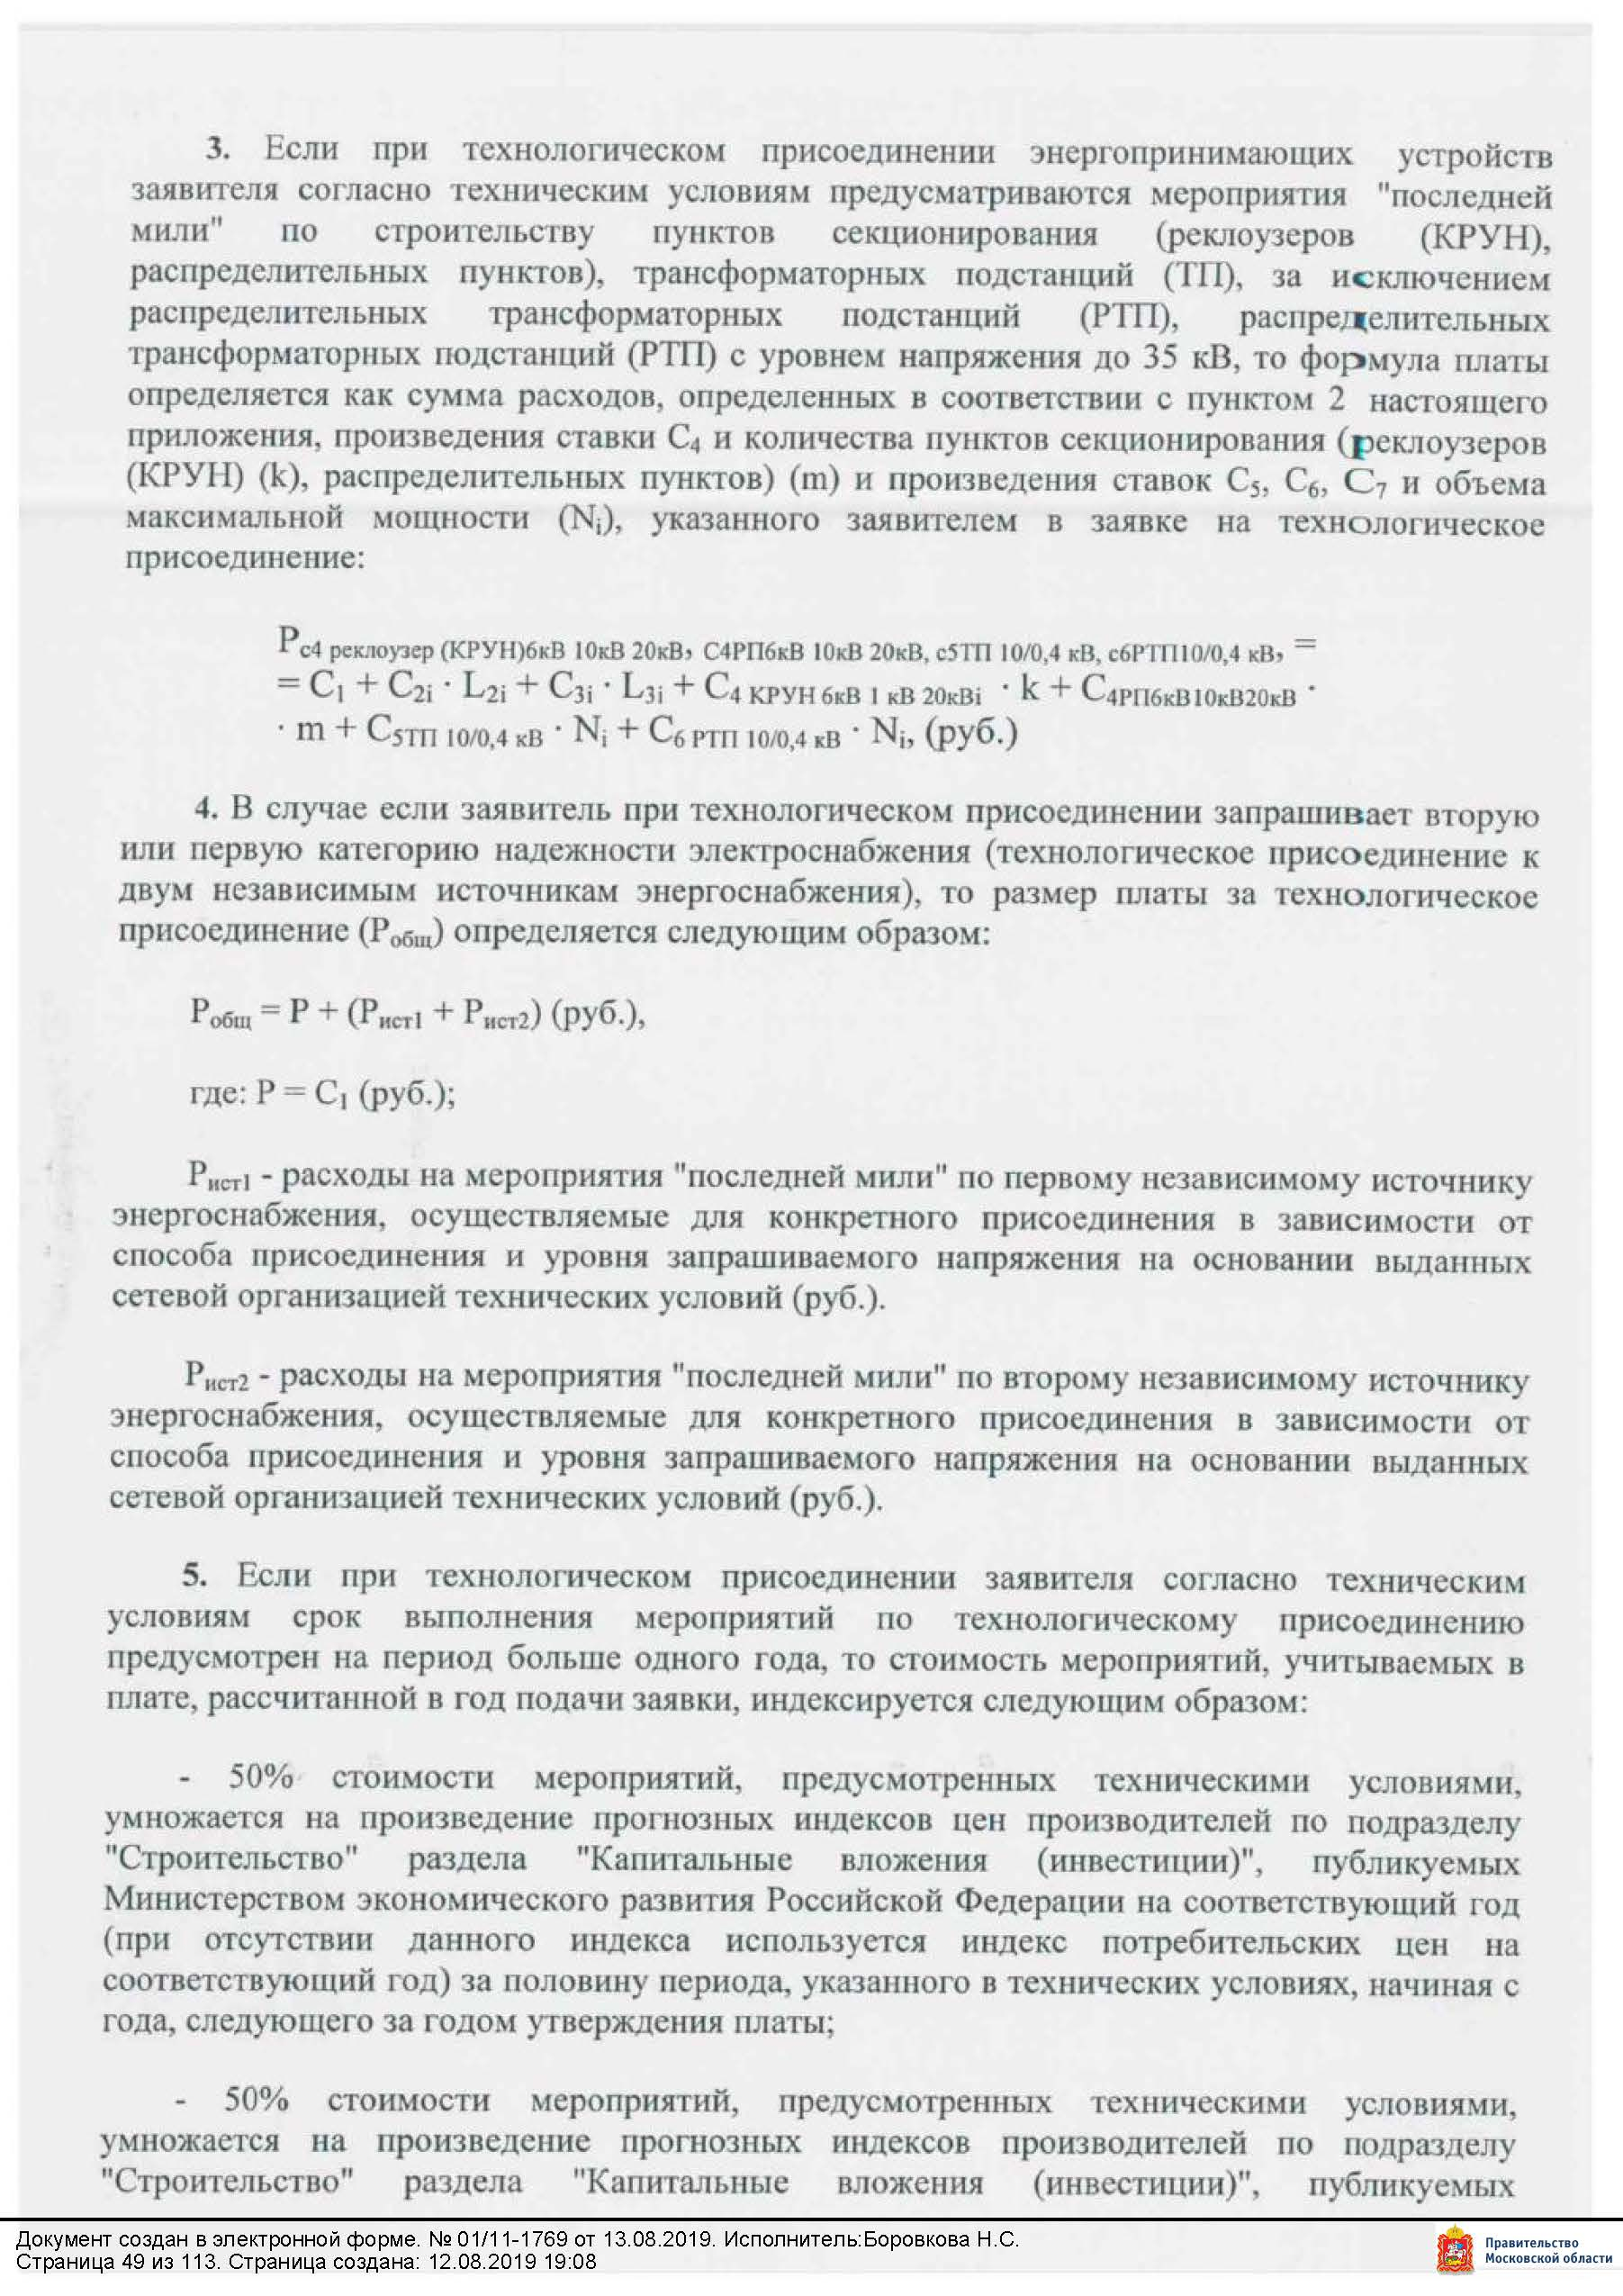 3. Если при технологическом присоединении энергопринимающих устройств
заявителя согласно техническим условиям предусматриваются мероприятия "последней
мили" по строительству пунктов секционирования (реклоузеров (КРУН),
распределительных пунктов), трансформаторных подстанций (ТП), за исключением
распределительных трансформаторных подстанций (РТП), распределительных
трансформаторных подстанций (РТП) с уровнем напряжения до 35 кВ, то формула платы
определяется как сумма расходов, определенных в соответствии с пунктом 2 настоящего
приложения, произведения ставки С4 и количества пунктов секционирования (реклоузеров
(КРУН) (k), распределительных пунктов) (m) и произведения ставок С5, С6, С7 и объема
максимальной мощности (Ni), указанного заявителем в заявке на технологическое
присоединение:
Pс4 реклоузер (КРУН)6кВ 10кВ 20кВ, С4РП6кВ 10кВ 20кВ, с5ТП 10/0,4 кВ, с6РТП10/0,4 кВ, =
= C1 + C2i · L2i + C3i · L3i + C4 КРУН 6кВ 1 кВ 20кВi · k + C4РП6кВ10кВ20кВ ·
· m + C5ТП 10/0,4 кВ · Ni + C6 РТП 10/0,4 кВ · Ni, (руб.)
4. В случае если заявитель при технологическом присоединении запрашивает вторую
или первую категорию надежности электроснабжения (технологическое присоединение к
двум независимым источникам энергоснабжения), то размер платы за технологическое
присоединение (Робщ) определяется следующим образом:
Робщ = Р + (Рист1 + Рист2) (руб.),
где: Р = С1 (руб.);
Рист1 - расходы на мероприятия "последней мили" по первому независимому источнику
энергоснабжения, осуществляемые для конкретного присоединения в зависимости от
способа присоединения и уровня запрашиваемого напряжения на основании выданных
сетевой организацией технических условий (руб.).
Рист2 - расходы на мероприятия "последней мили" по второму независимому источнику
энергоснабжения, осуществляемые для конкретного присоединения в зависимости от
способа присоединения и уровня запрашиваемого напряжения на основании выданных
сетевой организацией технических условий (руб.).
5. Если при технологическом присоединении заявителя согласно техническим
условиям срок выполнения мероприятий по технологическому присоединению
предусмотрен на период больше одного года, то стоимость мероприятий, учитываемых в
плате, рассчитанной в год подачи заявки, индексируется следующим образом:
- 50% стоимости мероприятий, предусмотренных техническими условиями,
умножается на произведение прогнозных индексов цен производителей по подразделу
"Строительство" раздела "Капитальные вложения (инвестиции)", публикуемых
Министерством экономического развития Российской Федерации на соответствующий год
(при отсутствии данного индекса используется индекс потребительских цен на
соответствующий год) за половину периода, указанного в технических условиях, начиная с
года, следующего за годом утверждения платы;
- 50% стоимости мероприятий, предусмотренных техническими условиями,
умножается на произведение прогнозных индексов производителей по подразделу
"Строительство" раздела "Капитальные вложения (инвестиции)", публикуемых
Документ создан в электронной форме. № 01/11-1769 от 13.08.2019. Исполнитель:Боровкова Н.С.
Страница 49 из 113. Страница создана: 12.08.2019 19:08
Правительство
Московской области